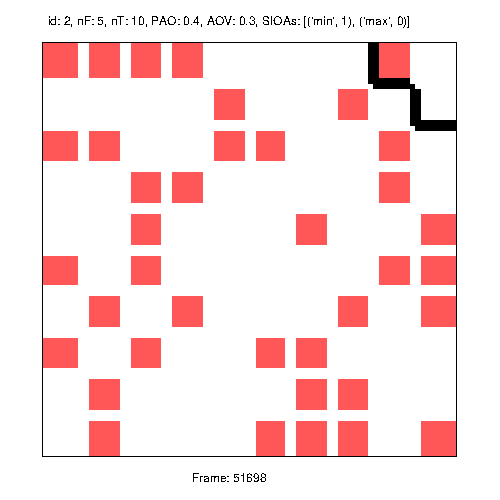 id: 2, nF: 5, nT: 10, PAO: 0.4, AOV: 0.3, SIOAs: [('min', 1), ('max', 0)]
Frame: 51698